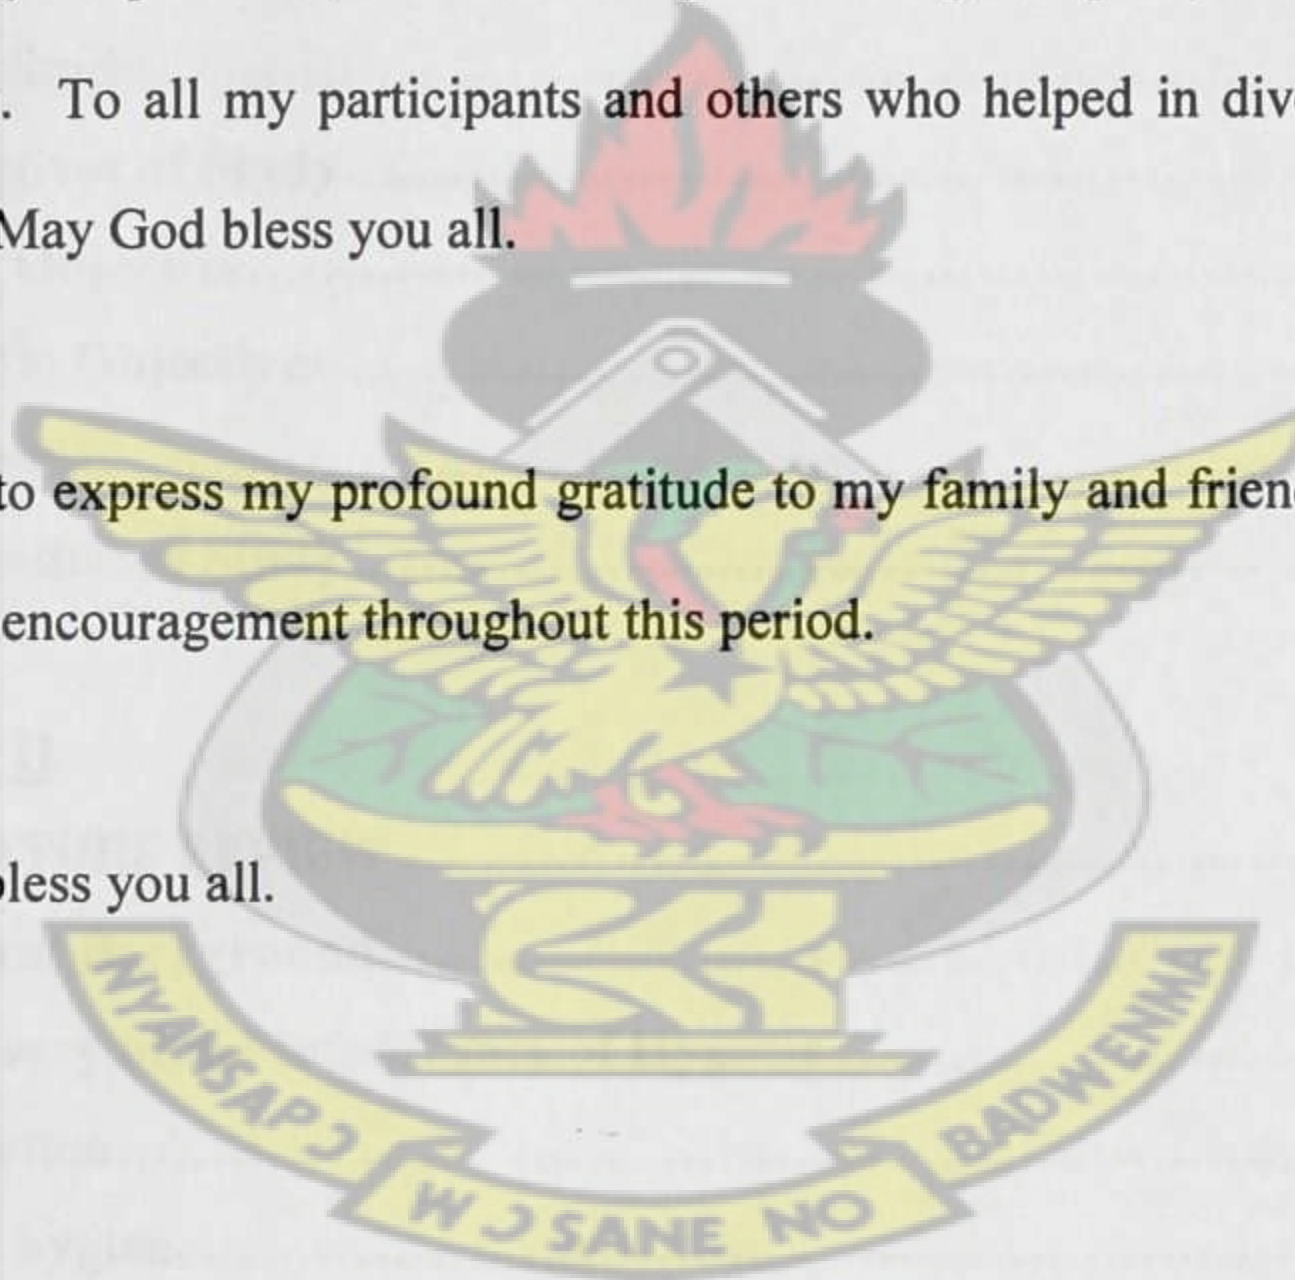 . To all my participants and others who helped in div
May God bless you all.
to express my profound gratitude to my family and frien
encouragement throughout this period.
bless you all.
NYANSAPƆ
WƆSANE NO
BADWENMA